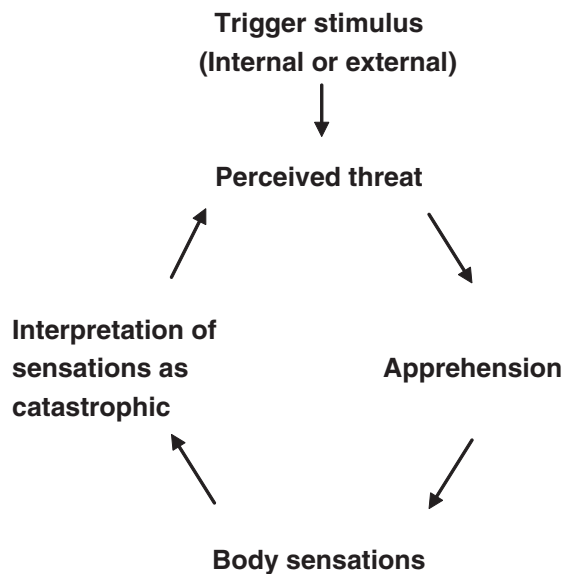 Trigger stimulus
(Internal or external)
Perceived threat
Apprehension
Body sensations
Interpretation of
sensations as
catastrophic